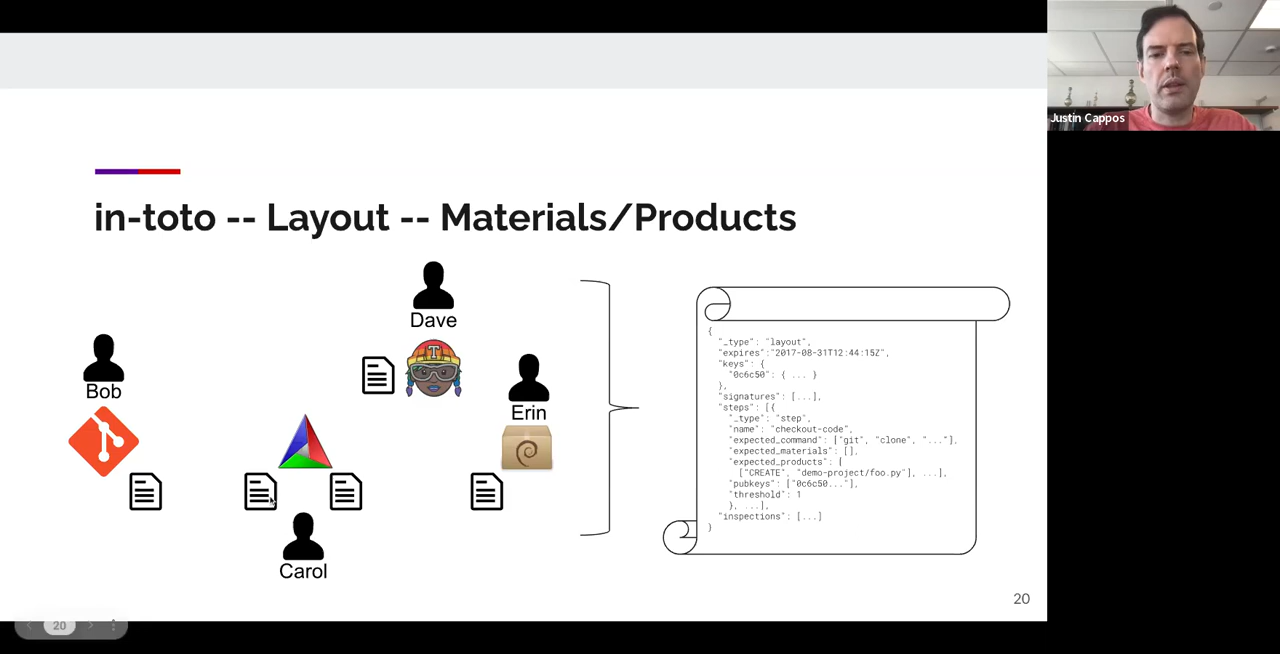 Justin Cappos
in-toto -- Layout -- Materials/Products
Dave
Bob
T
Erin
Carol
{
"_type": "layout",
"expires":"2017-08-31T12:44:15Z",
"keys": {
"0c6c50": { ... }
},
"signatures": [...],
"steps": [{
"_type": "step",
"name": "checkout-code",
"expected_command": ["git", "clone", "..."],
"expected_materials": [],
"expected_products": [
["CREATE", "demo-project/foo.py"], ...],
"pubkeys": ["0c6c50..."],
"threshold": 1
}, ...],
"inspections": [...]
}
20
20